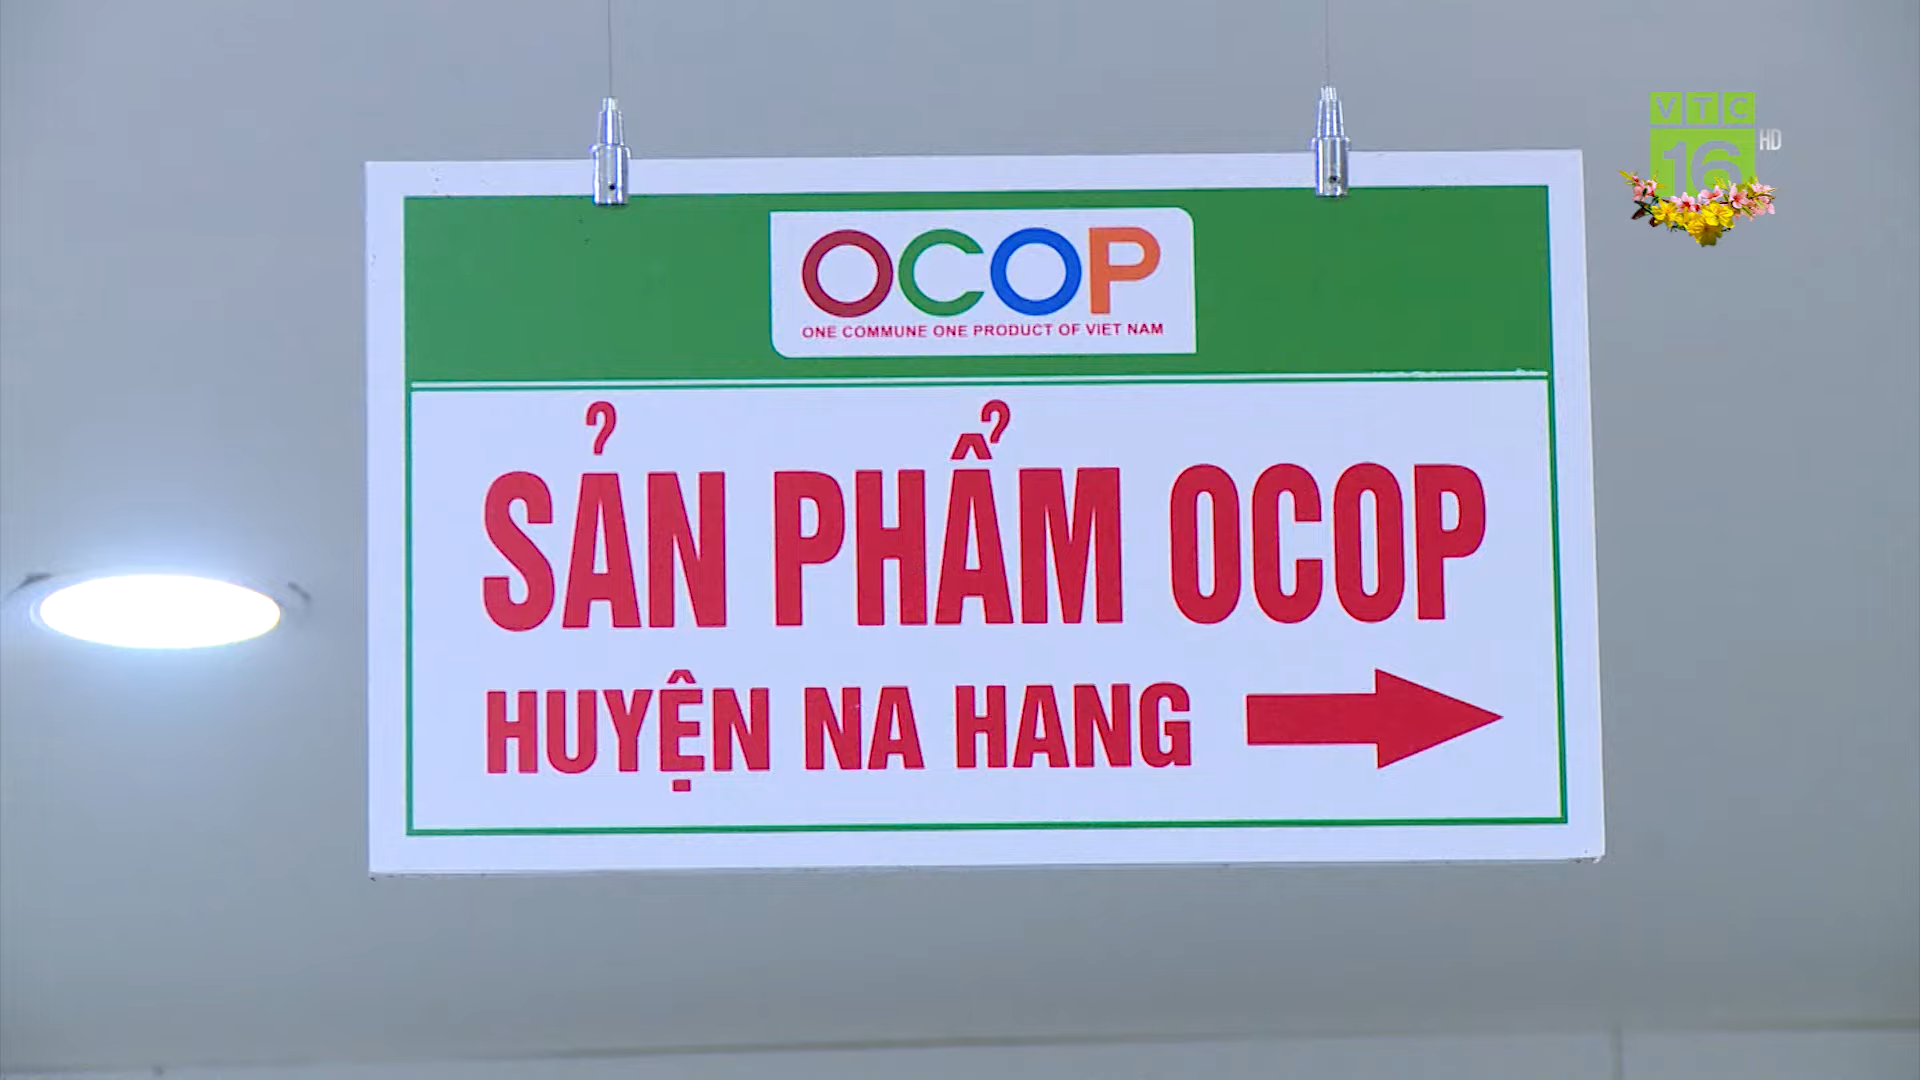 VTC
16 HD
OCOP
ONE COMMUNE ONE PRODUCT OF VIET NAM
SẢN PHẨM OCOP
HUYỆN NA HANG